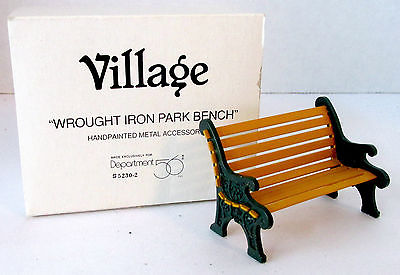 Village
"WROUGHT IRON PARK BENCH"
HANDPAINTED METAL ACCESSOR
MADE EXCLUSIVELY FOR
Department 56
S 5230-2